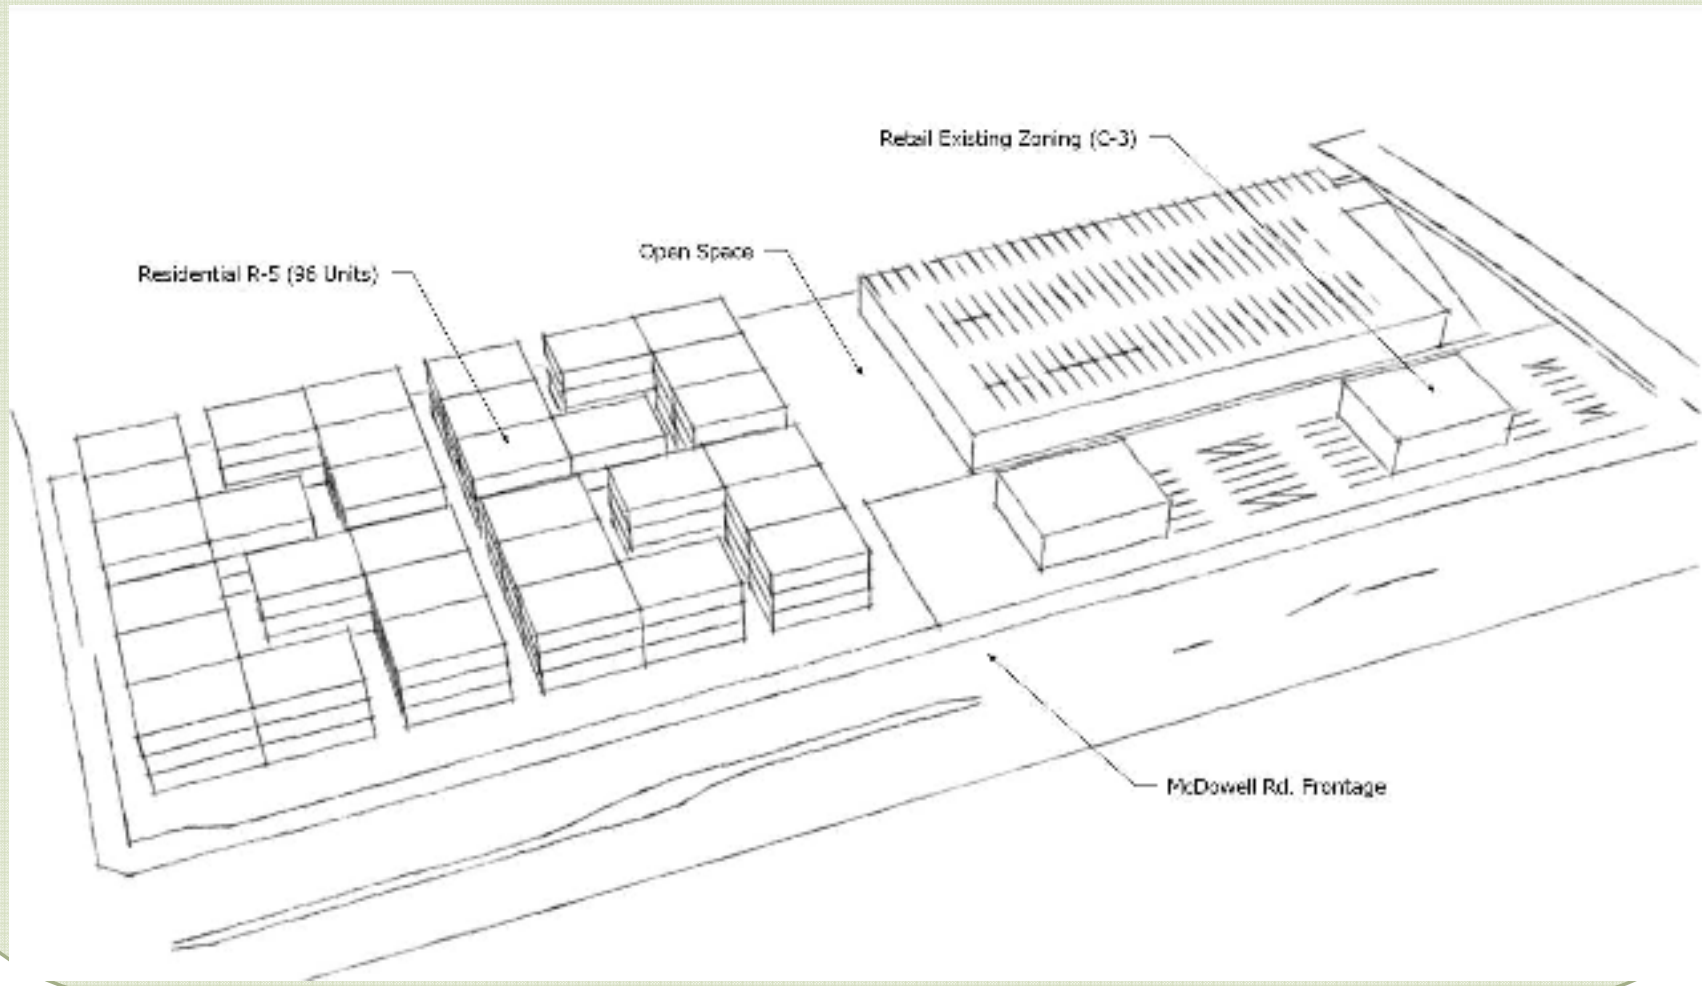 Retail Existing Zoning (C-3)
Open Space
Residential R-5 (96 Units)
McDowell Rd. Frontage